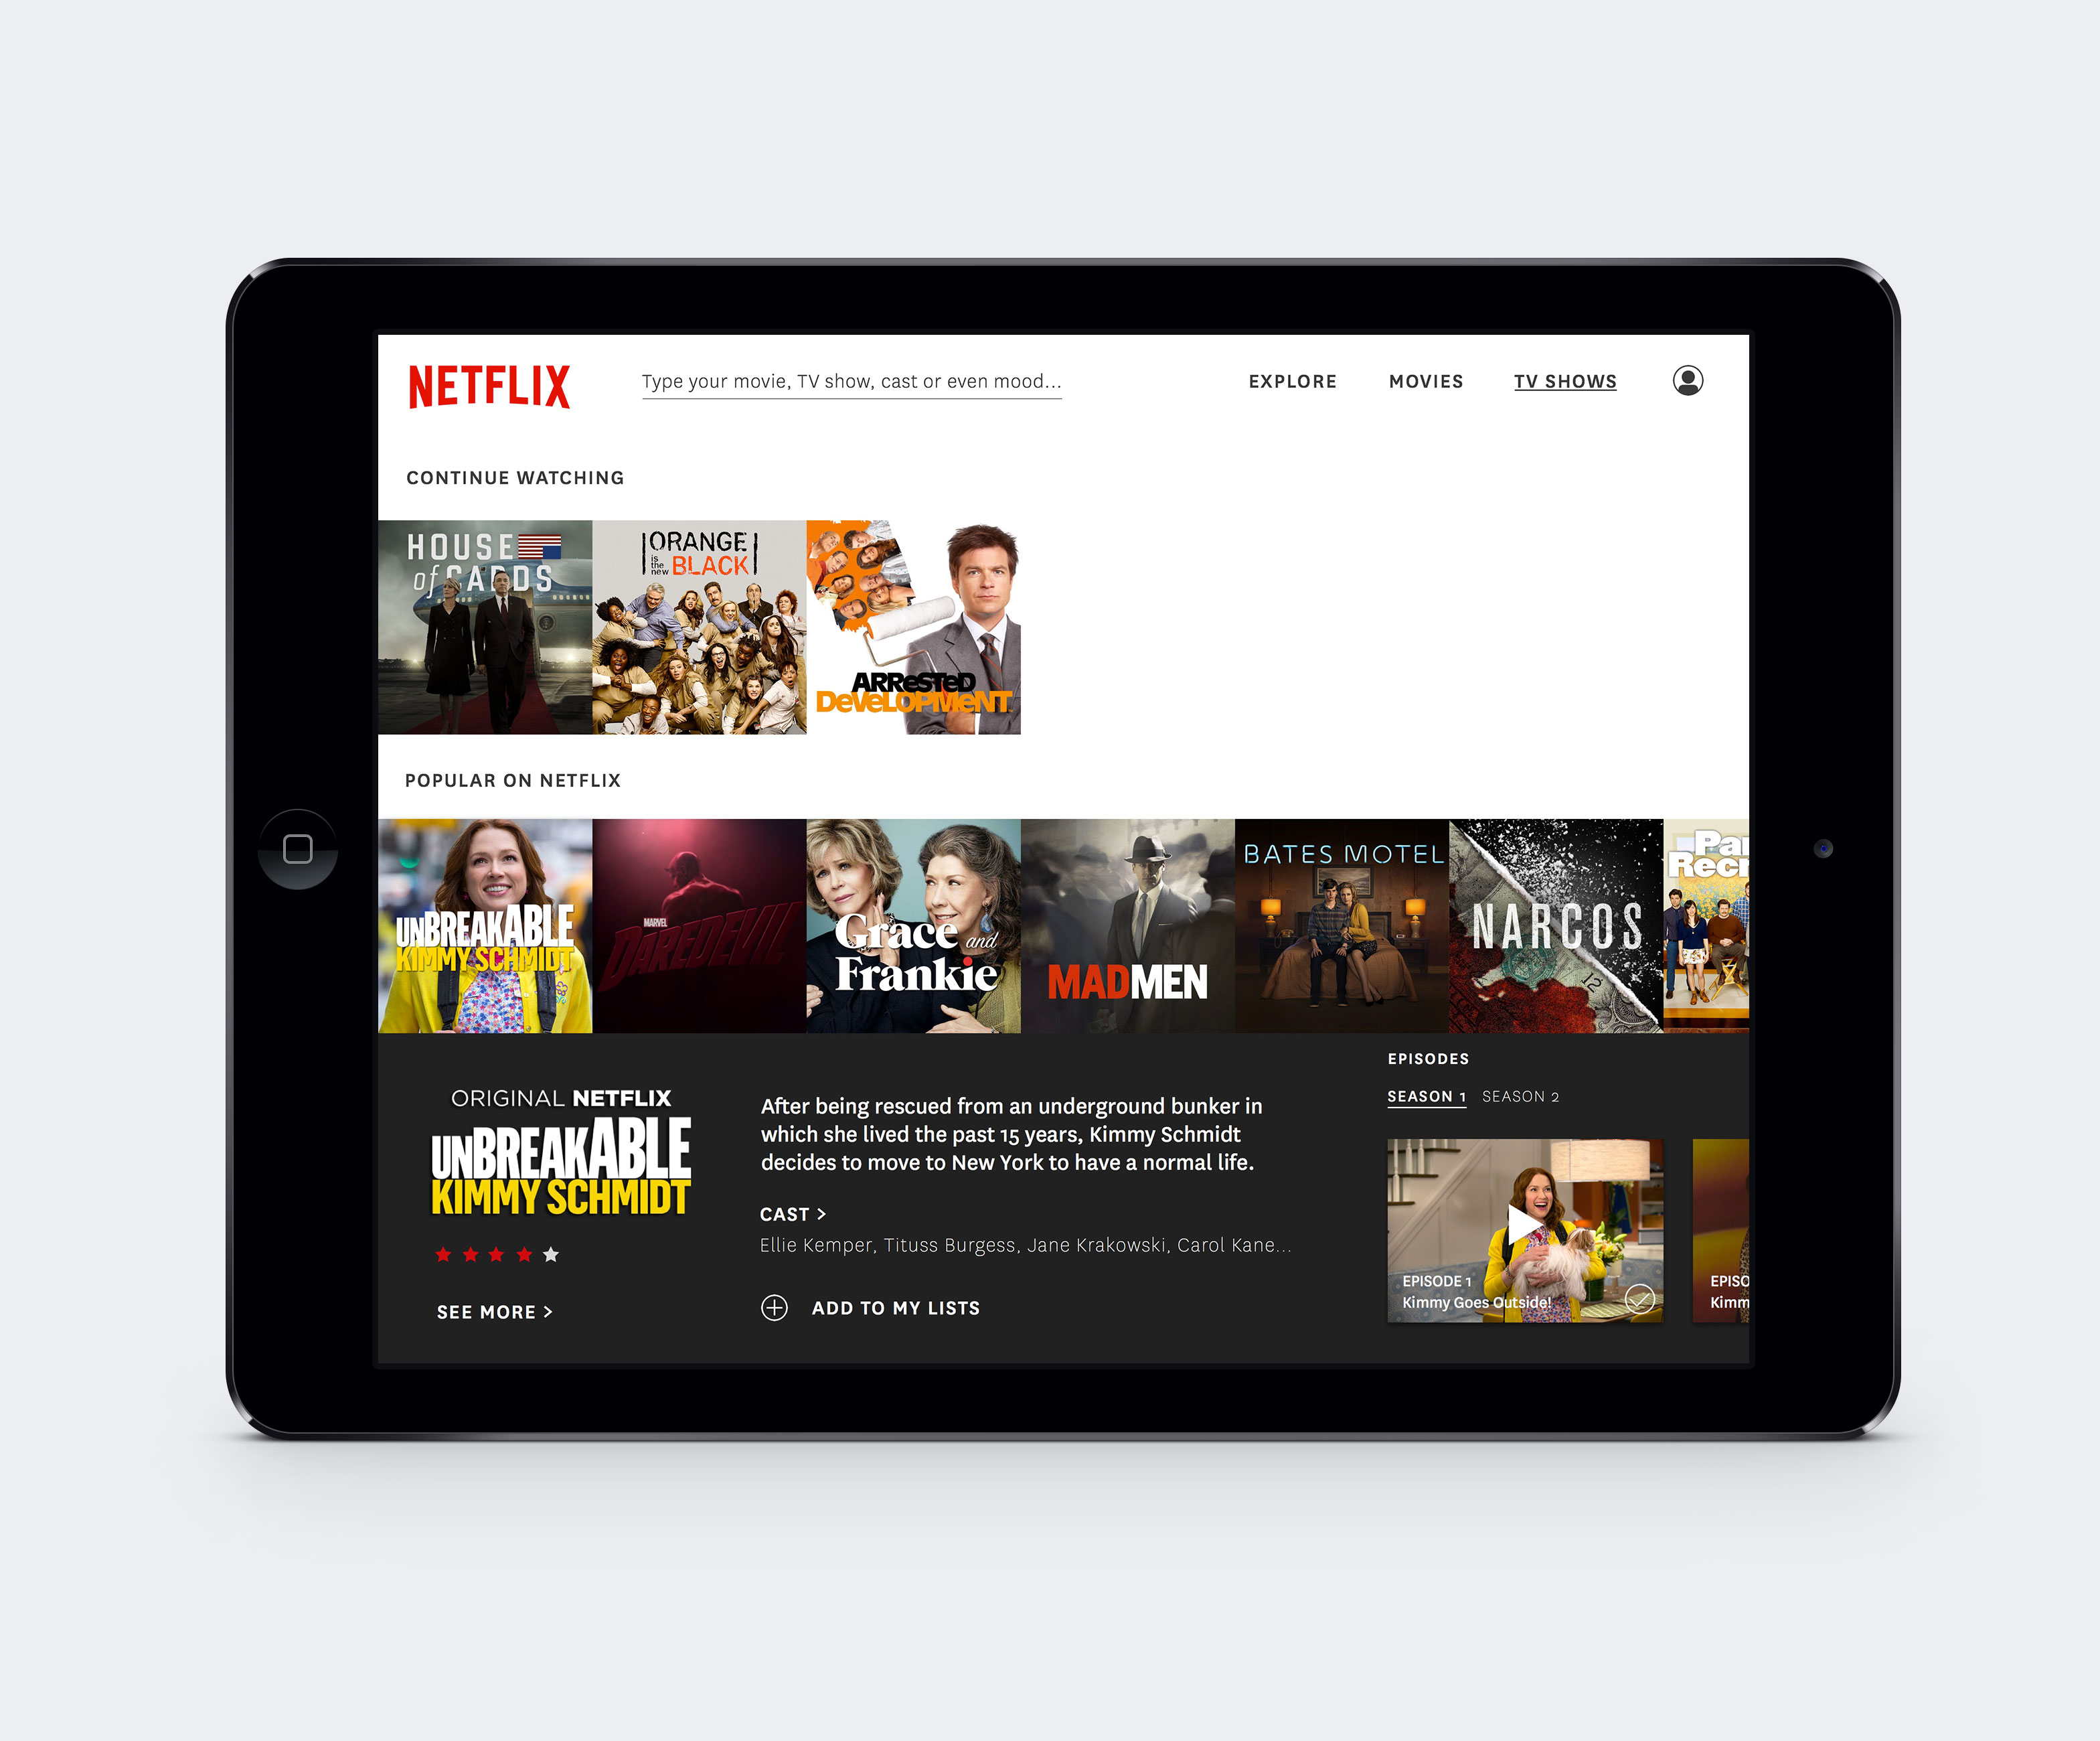 NETFLIX
Type your movie, TV show, cast or even mood...
EXPLORE
MOVIES
TV SHOWS
CONTINUE WATCHING
HOUSE
of CARDS
ORANGE
is the new BLACK
ARReSTeD
DeVeLOPMeNT
POPULAR ON NETFLIX
UNBREAKABLE
KIMMY SCHMIDT
MARVEL
DAREDEVIL
Grace and
Frankie
MADMEN
BATES MOTEL
NARCOS
12
Par
Recr
ORIGINAL NETFLIX
UNBREAKABLE
KIMMY SCHMIDT
SEE MORE >
After being rescued from an underground bunker in
which she lived the past 15 years, Kimmy Schmidt
decides to move to New York to have a normal life.
CAST >
Ellie Kemper, Tituss Burgess, Jane Krakowski, Carol Kane...
ADD TO MY LISTS
EPISODES
SEASON 1 SEASON 2
EPISODE 1
Kimmy Goes Outside!
EPISO
Kimm